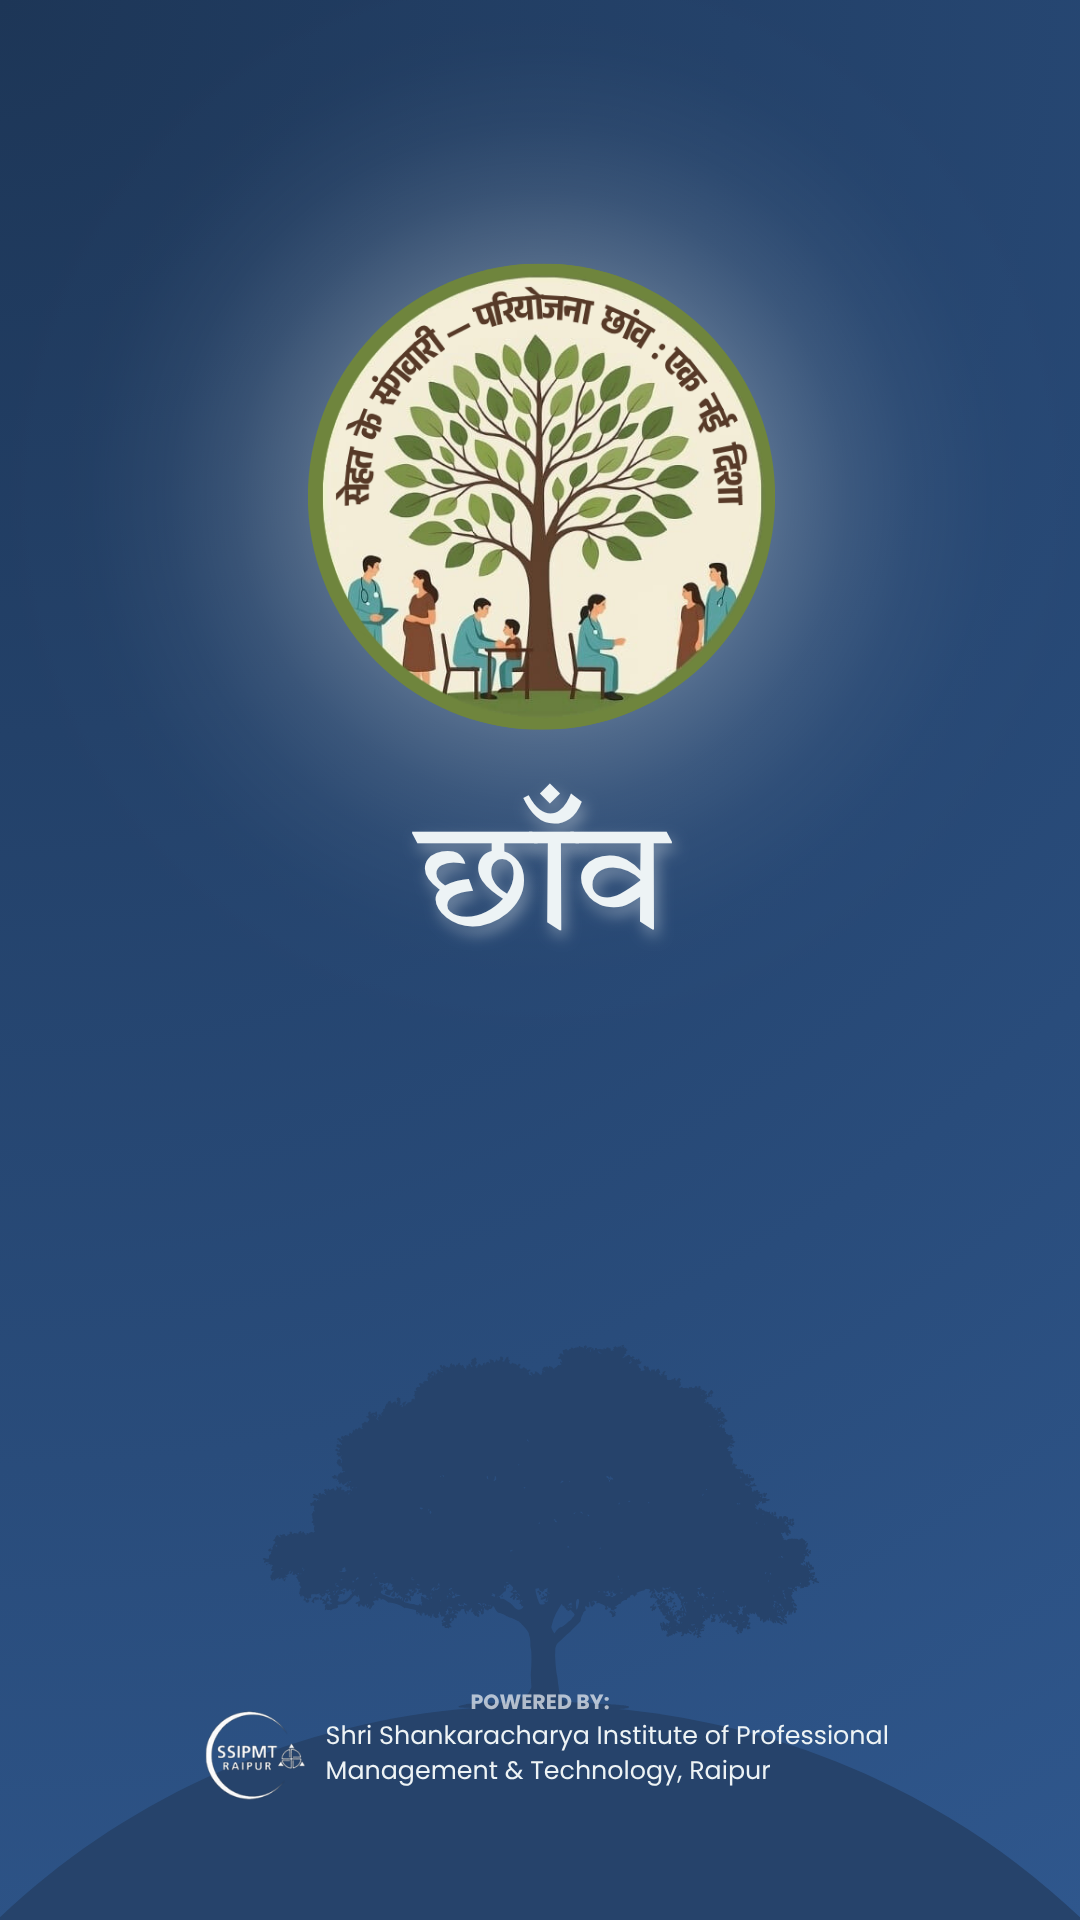 सेहत के संगवारी – परियोजना छांव : एक नई दिशा
छाँव
POWERED BY:
SSIPMT
RAIPUR
Shri Shankaracharya Institute of Professional
Management & Technology, Raipur